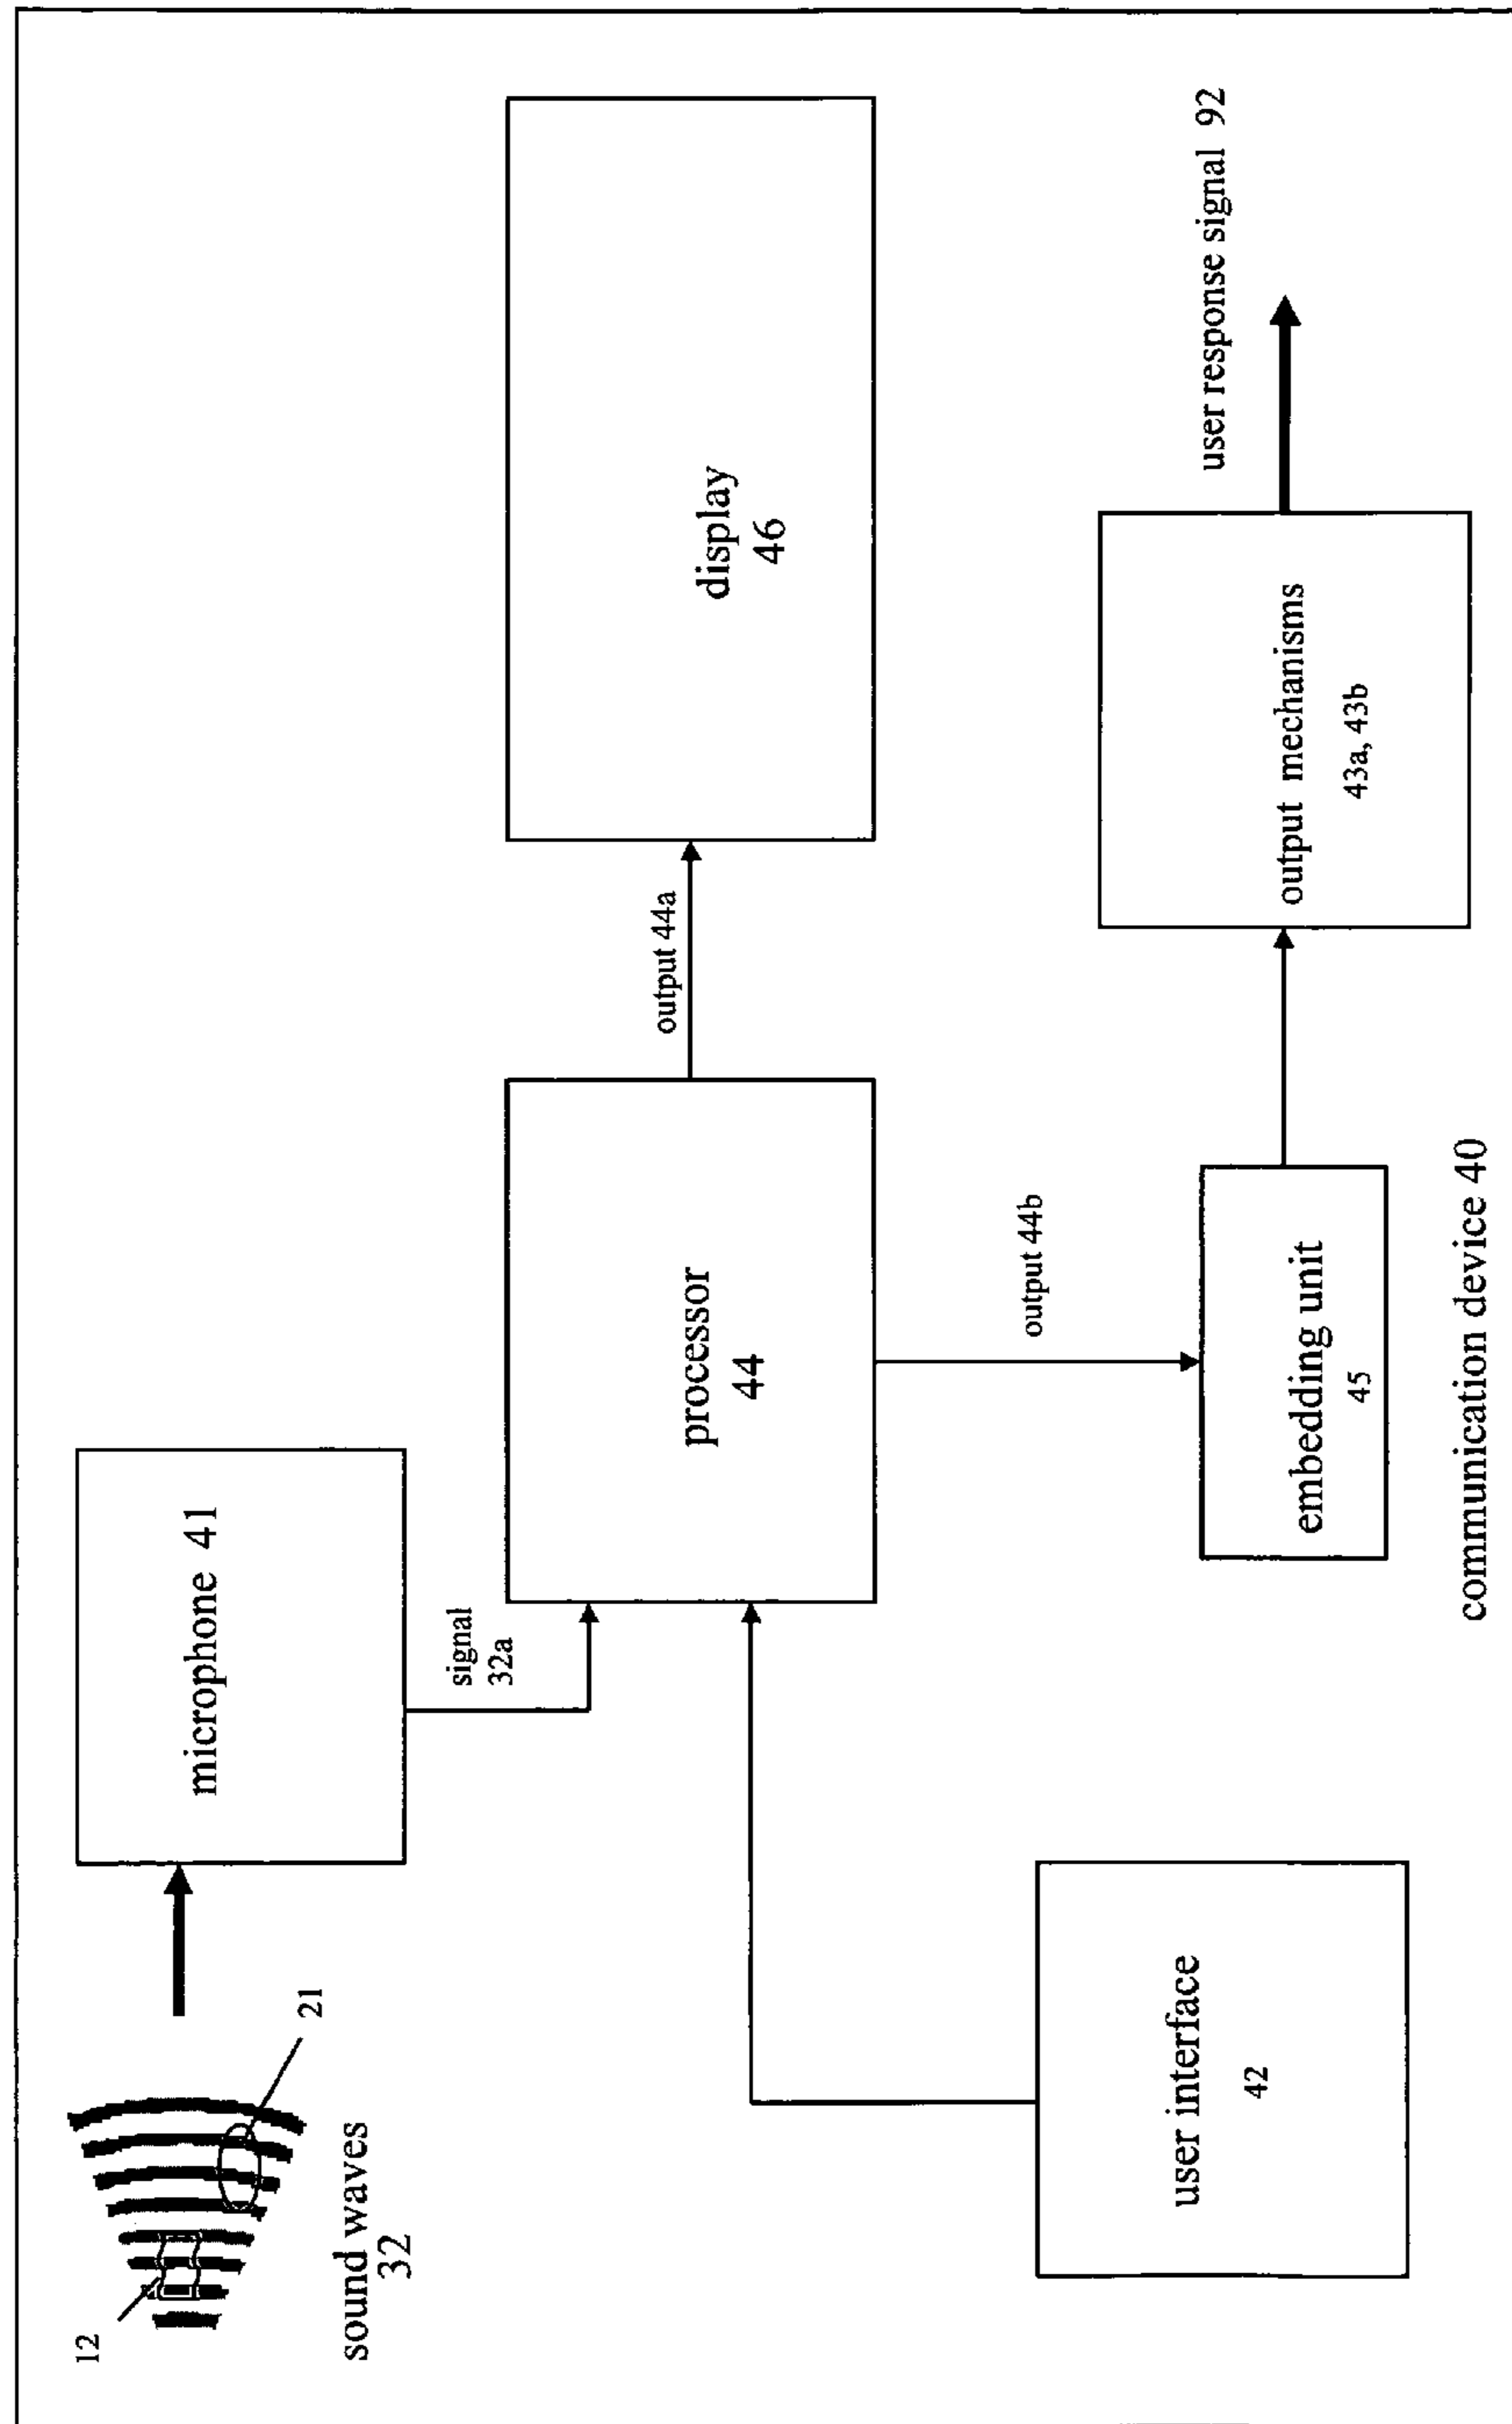 12
21
sound waves
32
microphone 41
signal
32a
processor
44
output 44a
display
46
user interface
42
output 44b
embedding unit
45
output mechanisms
43a, 43b
user response signal 92
communication device 40